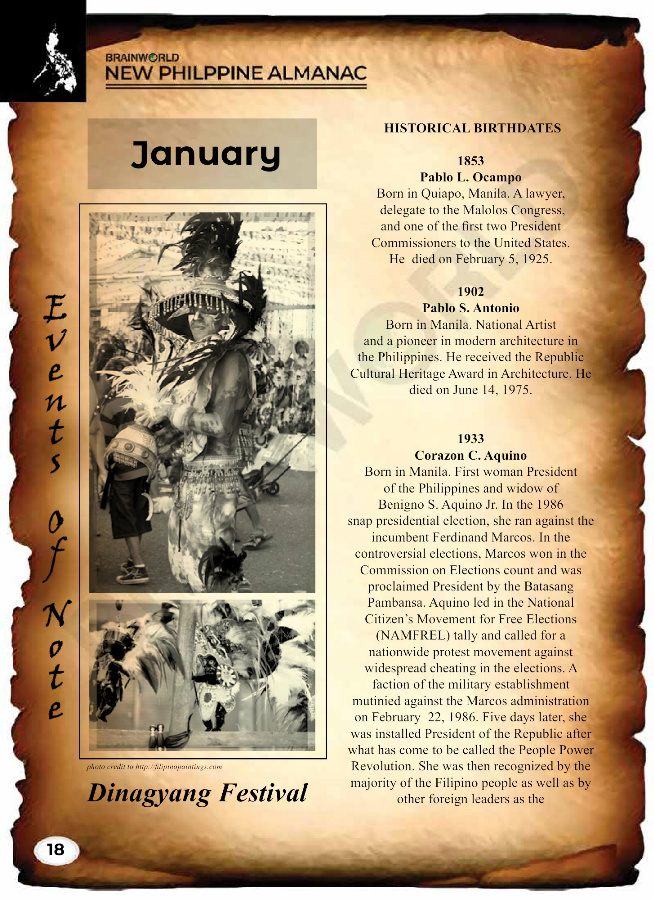 BRAINWORLD
NEW PHILPPINE ALMANAC
January
Events of Note
photo credit to http://filipinopaintings.com
Dinagyang Festival
HISTORICAL BIRTHDATES
1853
Pablo L. Ocampo
Born in Quiapo, Manila. A lawyer,
delegate to the Malolos Congress,
and one of the first two President
Commissioners to the United States.
He died on February 5, 1925.
1902
Pablo S. Antonio
Born in Manila. National Artist
and a pioneer in modern architecture in
the Philippines. He received the Republic
Cultural Heritage Award in Architecture. He
died on June 14, 1975.
1933
Corazon C. Aquino
Born in Manila. First woman President
of the Philippines and widow of
Benigno S. Aquino Jr. In the 1986
snap presidential election, she ran against the
incumbent Ferdinand Marcos. In the
controversial elections, Marcos won in the
Commission on Elections count and was
proclaimed President by the Batasang
Pambansa. Aquino led in the National
Citizen’s Movement for Free Elections
(NAMFREL) tally and called for a
nationwide protest movement against
widespread cheating in the elections. A
faction of the military establishment
mutinied against the Marcos administration
on February 22, 1986. Five days later, she
was installed President of the Republic after
what has come to be called the People Power
Revolution. She was then recognized by the
majority of the Filipino people as well as by
other foreign leaders as the
18